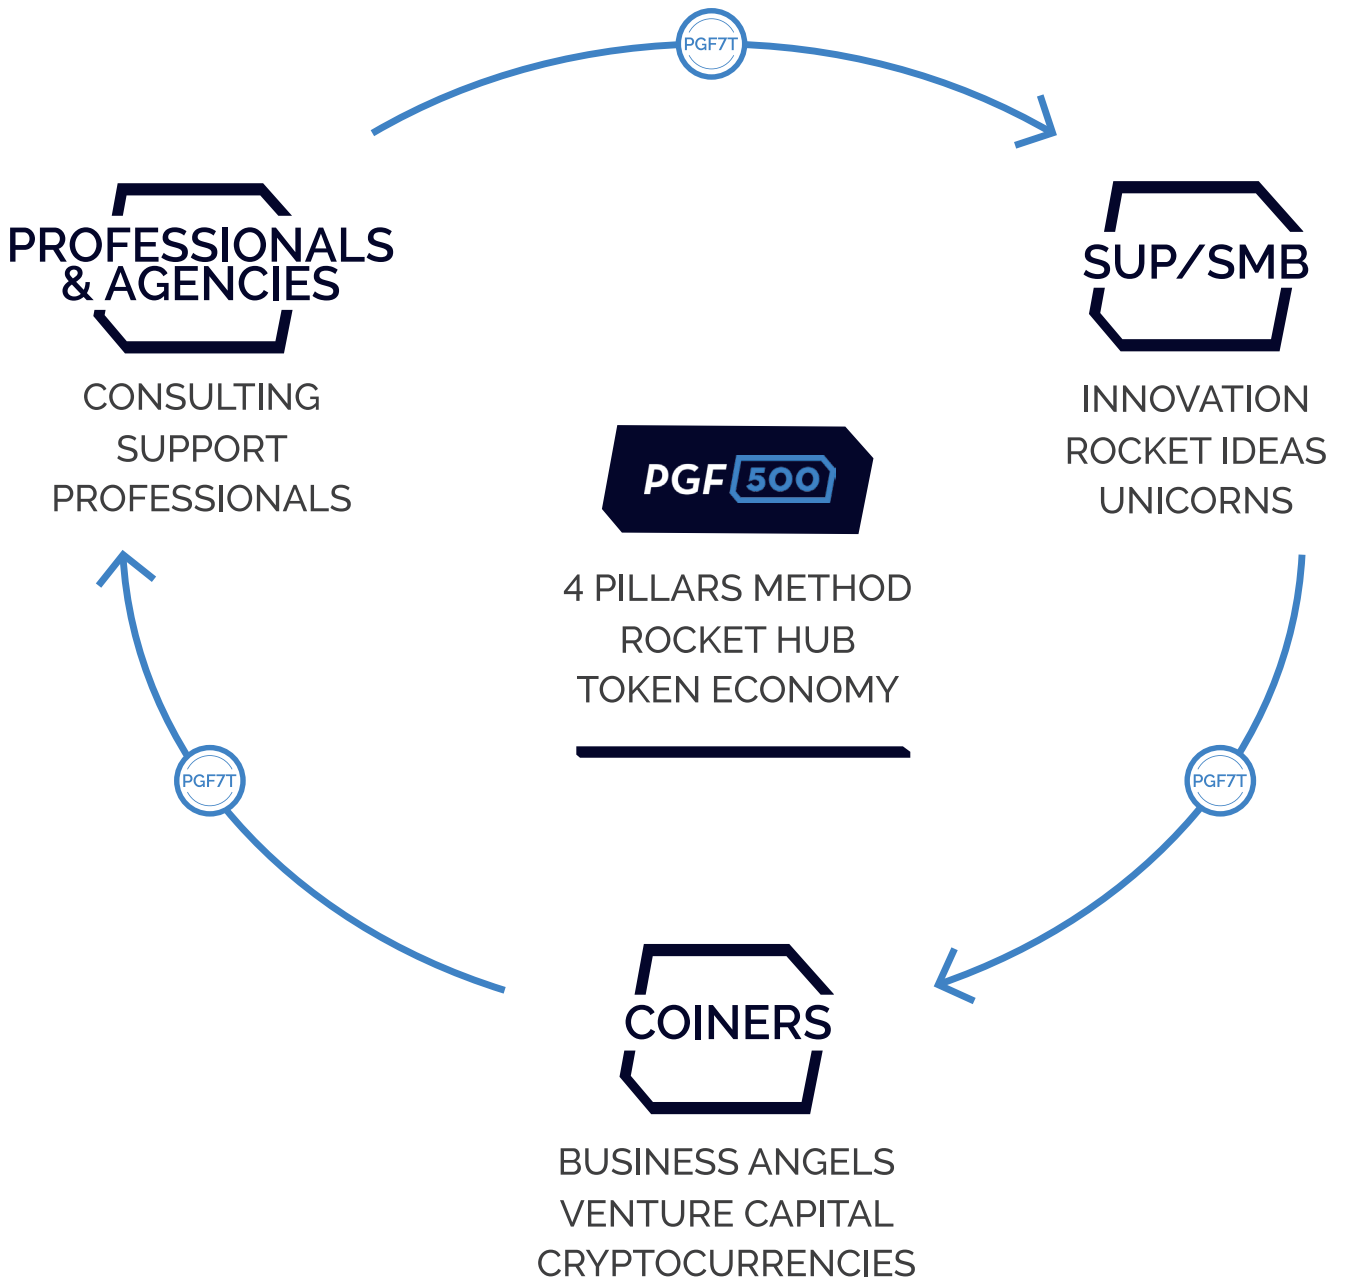 PGF7T
PROFESSIONALS
& AGENCIES
CONSULTING
SUPPORT
PROFESSIONALS
SUP/SMB
INNOVATION
ROCKET IDEAS
UNICORNS
PGF 500
4 PILLARS METHOD
ROCKET HUB
TOKEN ECONOMY
PGF7T
PGF7T
COINERS
BUSINESS ANGELS
VENTURE CAPITAL
CRYPTOCURRENCIES